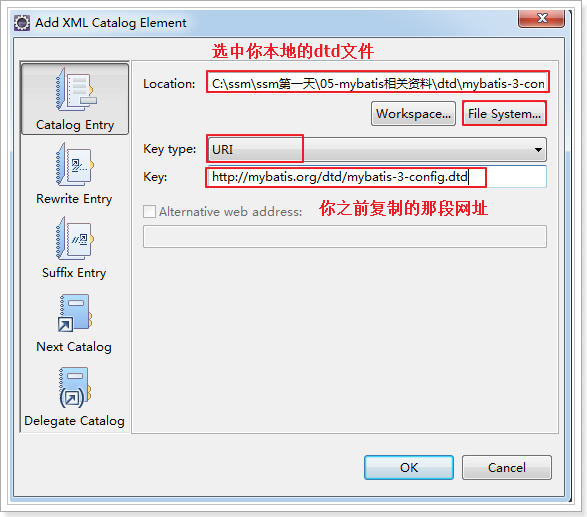 Add XML Catalog Element
选中你本地的dtd文件
Location:
C:\ssm\ssm第一天\05-mybatis相关资料\dtd\mybatis-3-con
Catalog Entry
Workspace...
File System...
Key type:
URI
Rewrite Entry
Key:
http://mybatis.org/dtd/mybatis-3-config.dtd
Alternative web address:
你之前复制的那段网址
Suffix Entry
Next Catalog
Delegate Catalog
OK
Cancel